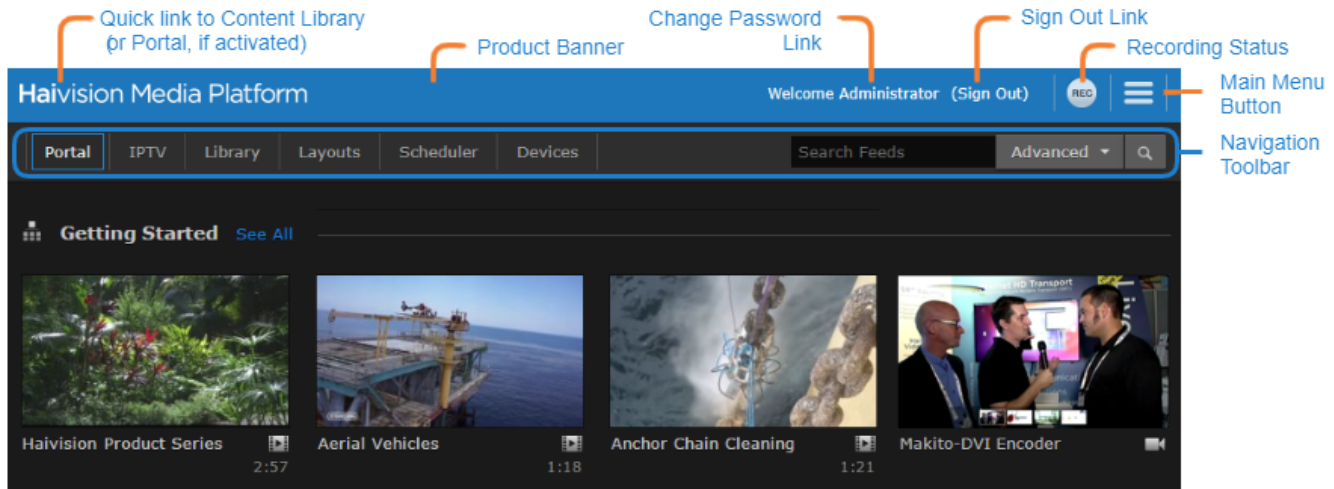 Quick link to Content Library
(or Portal, if activated)
Product Banner
Change Password
Link
Sign Out Link
Recording Status
Haivision Media Platform
Welcome Administrator (Sign Out)
REC
Main Menu
Button
Portal IPTV Library Layouts Scheduler Devices Search Feeds Advanced
Navigation
Toolbar
Getting Started See All
HD Transport
Haivision Product Series
2:57
Aerial Vehicles
1:18
Anchor Chain Cleaning
1:21
Makito-DVI Encoder